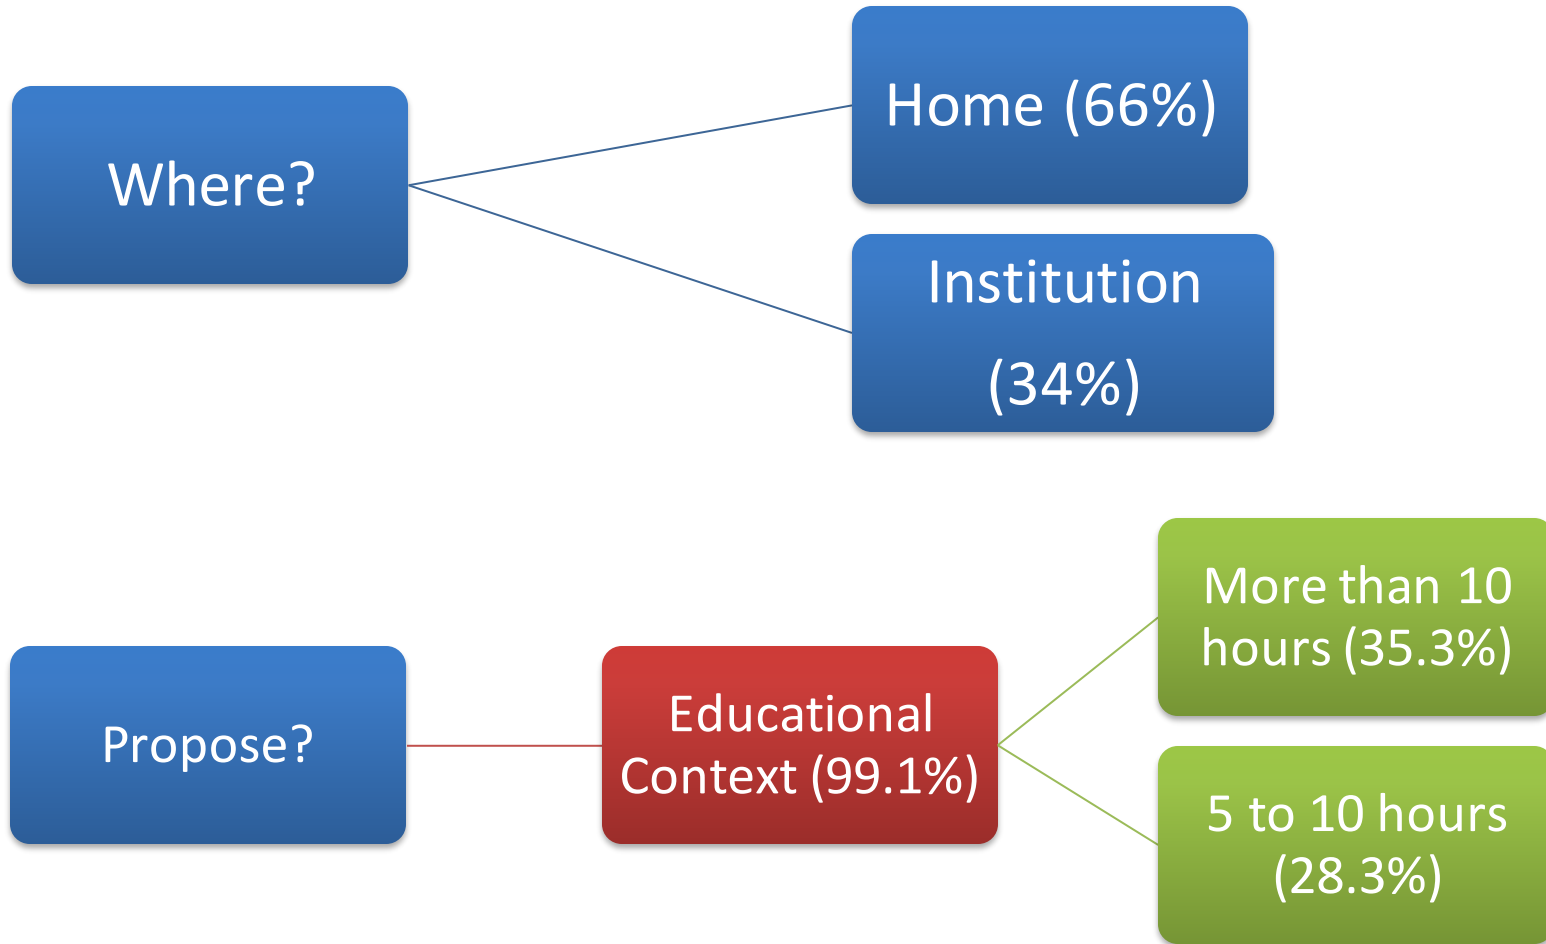 Where?
Home (66%)
Institution
(34%)
Propose?
Educational
Context (99.1%)
More than 10
hours (35.3%)
5 to 10 hours
(28.3%)